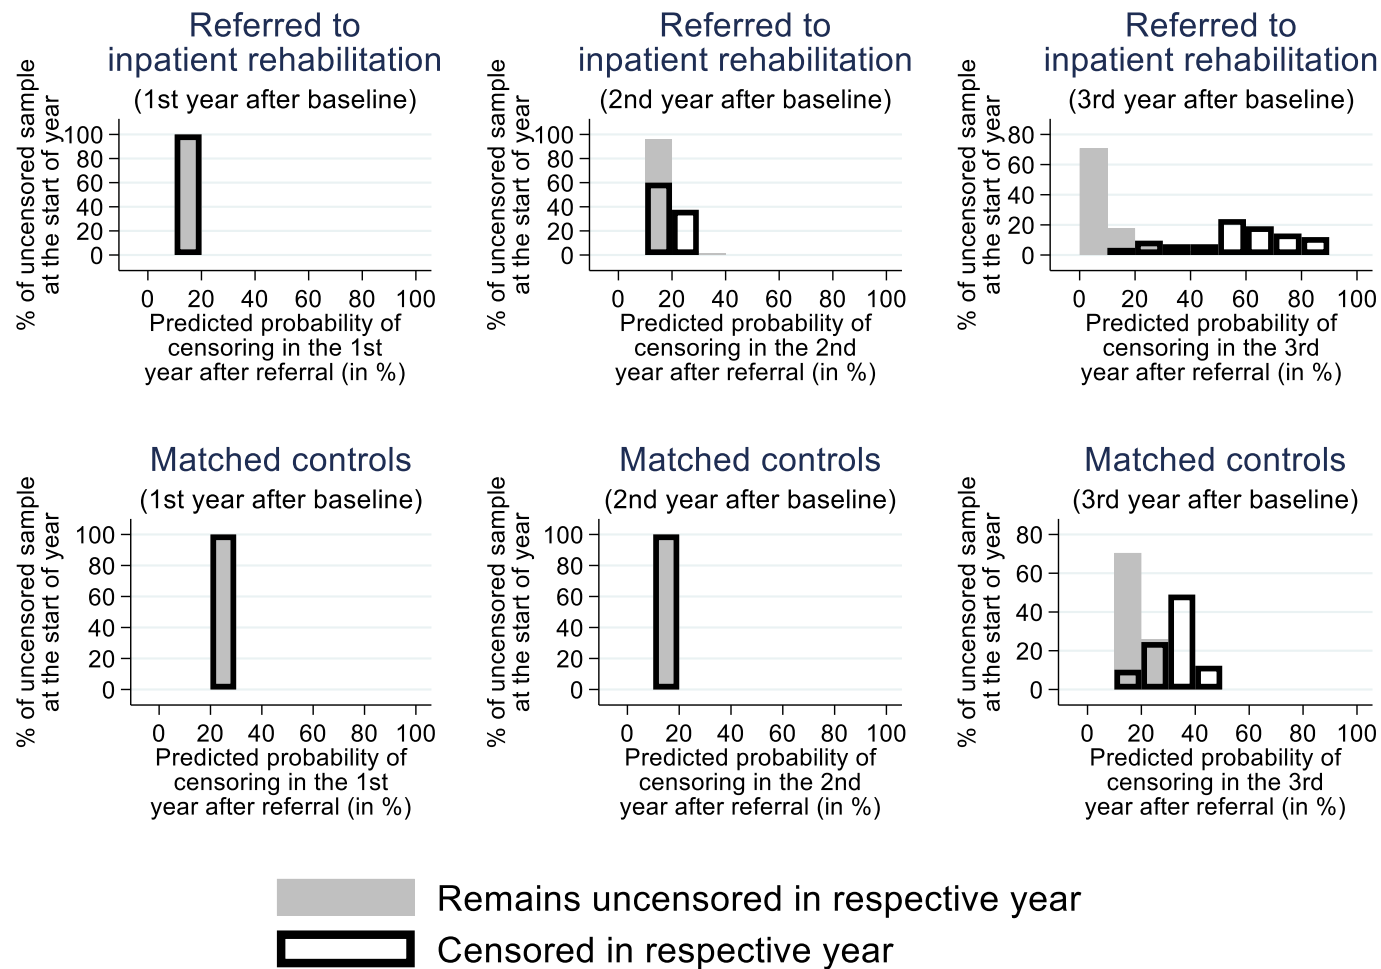 Referred to
inpatient rehabilitation
(1st year after baseline)
% of uncensored sample
at the start of year
100
80
60
40
20
0
0 20 40 60 80 100
Predicted probability of
censoring in the 1st
year after referral (in %)
Referred to
inpatient rehabilitation
(2nd year after baseline)
% of uncensored sample
at the start of year
100
80
60
40
20
0
0 20 40 60 80 100
Predicted probability of
censoring in the 2nd
year after referral (in %)
Referred to
inpatient rehabilitation
(3rd year after baseline)
% of uncensored sample
at the start of year
80
60
40
20
0
0 20 40 60 80 100
Predicted probability of
censoring in the 3rd
year after referral (in %)
Matched controls
(1st year after baseline)
% of uncensored sample
at the start of year
100
80
60
40
20
0
0 20 40 60 80 100
Predicted probability of
censoring in the 1st
year after referral (in %)
Matched controls
(2nd year after baseline)
% of uncensored sample
at the start of year
100
80
60
40
20
0
0 20 40 60 80 100
Predicted probability of
censoring in the 2nd
year after referral (in %)
Matched controls
(3rd year after baseline)
% of uncensored sample
at the start of year
80
60
40
20
0
0 20 40 60 80 100
Predicted probability of
censoring in the 3rd
year after referral (in %)
Remains uncensored in respective year
Censored in respective year